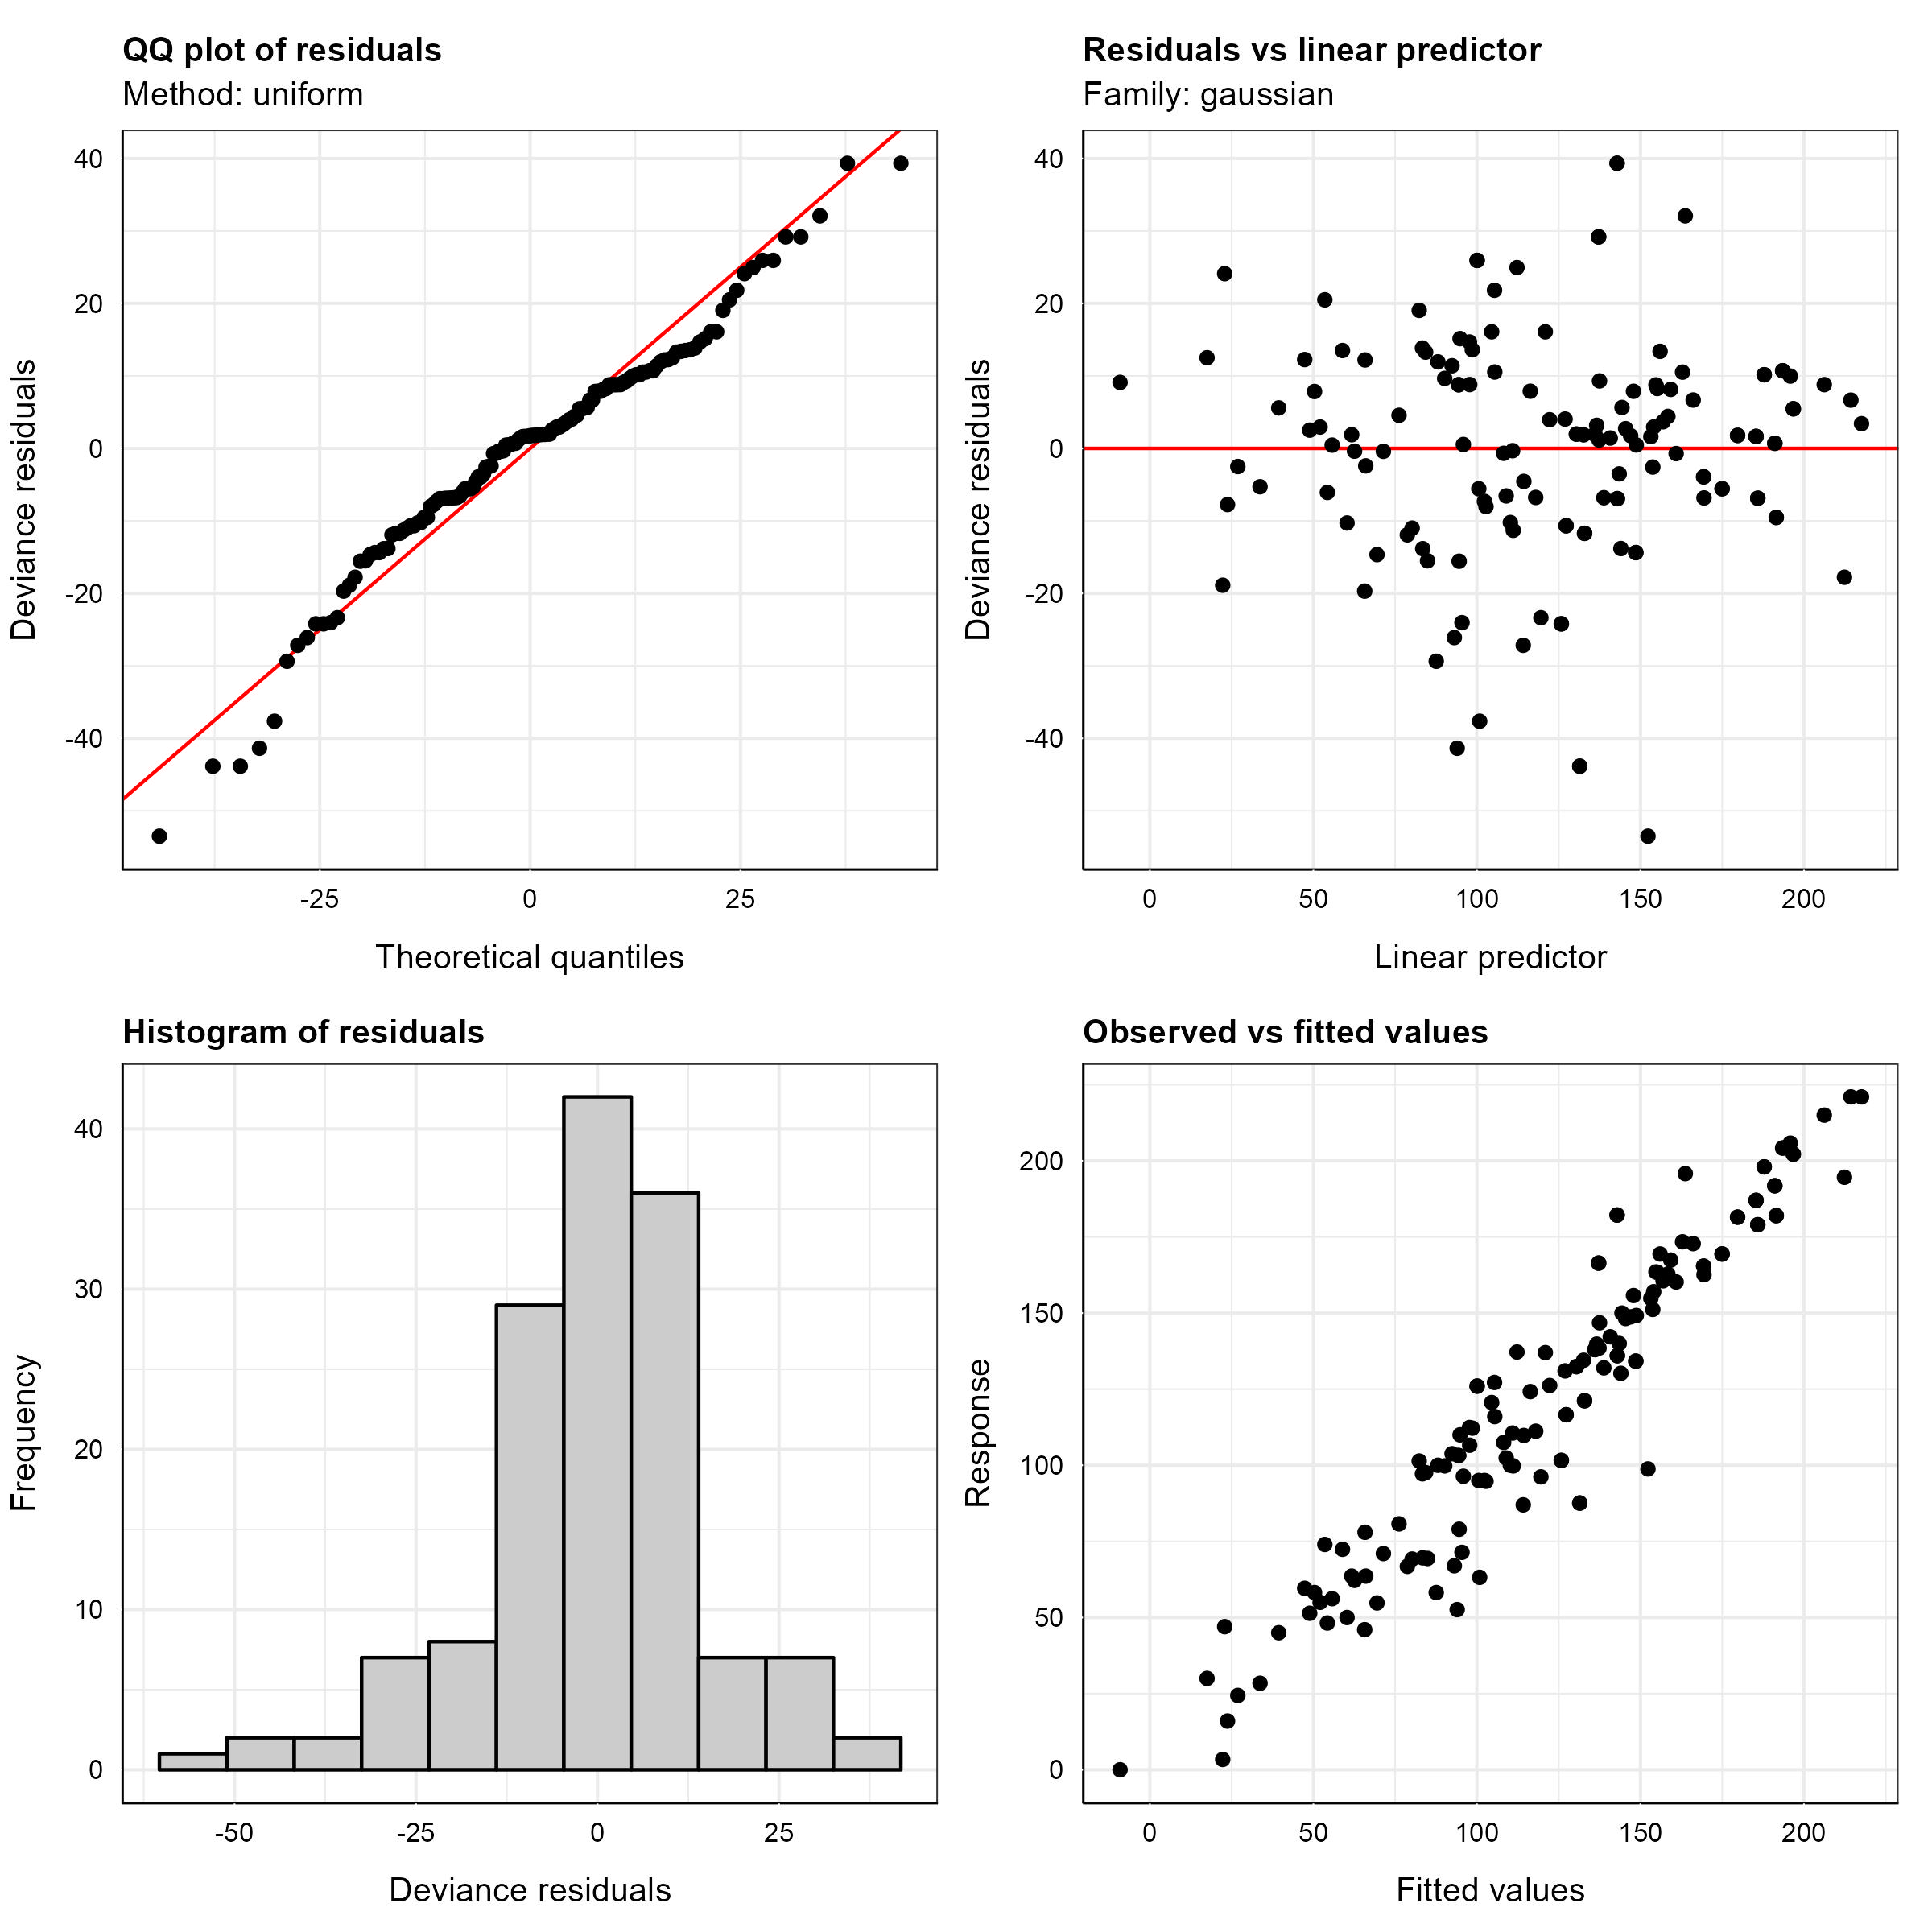 QQ plot of residuals
Method: uniform
40
20
0
-20
-40
Deviance residuals
-25
0
25
Theoretical quantiles
Residuals vs linear predictor
Family: gaussian
40
20
0
-20
-40
Deviance residuals
0
50
100
150
200
Linear predictor
Histogram of residuals
40
30
20
10
0
Frequency
-50
-25
0
25
Deviance residuals
Observed vs fitted values
200
150
100
50
0
Response
0
50
100
150
200
Fitted values